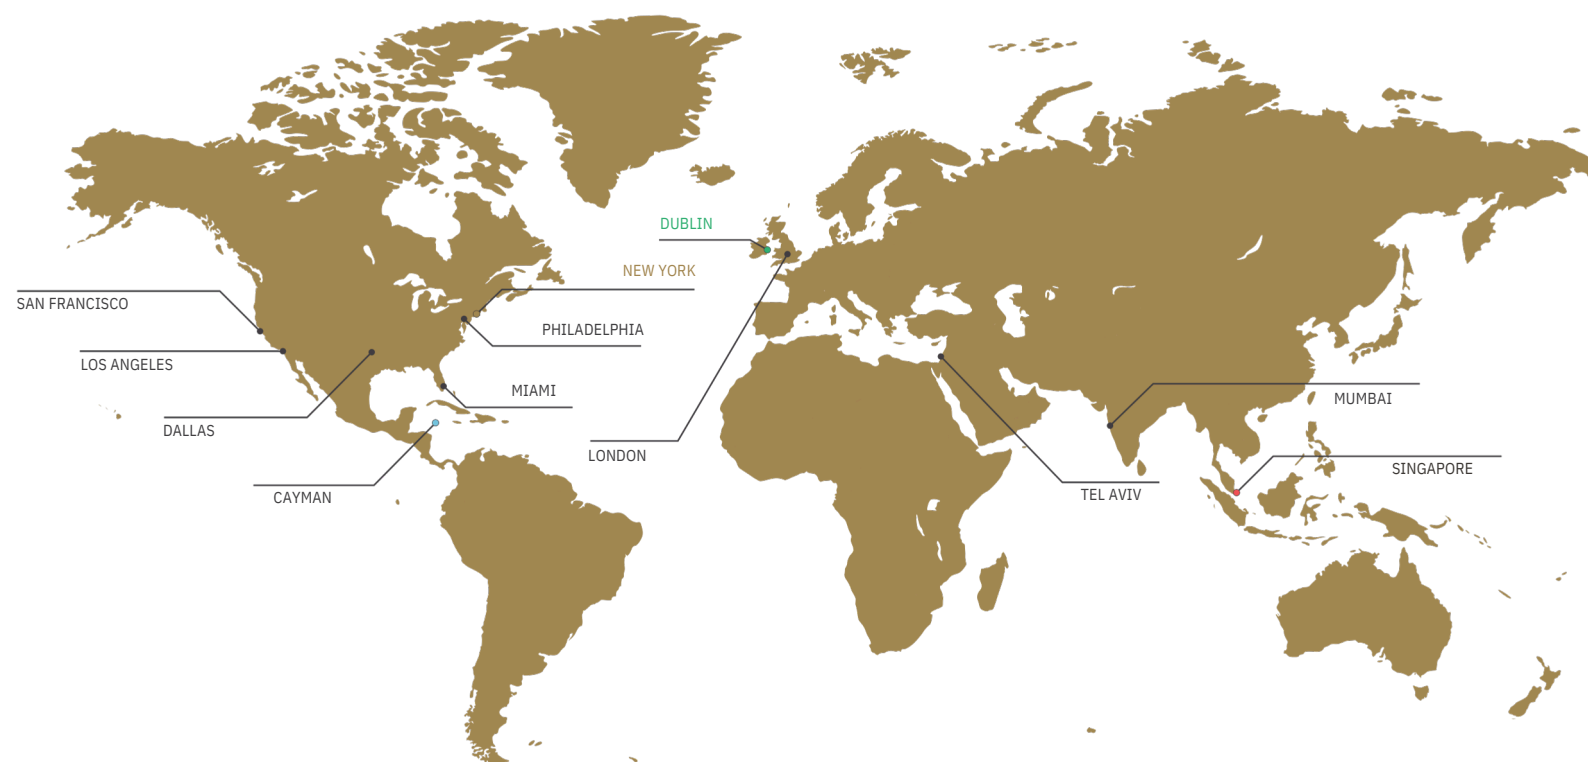 DUBLIN
NEW YORK
SAN FRANCISCO
PHILADELPHIA
LOS ANGELES
MIAMI
MUMBAI
DALLAS
LONDON
SINGAPORE
CAYMAN
TEL AVIV